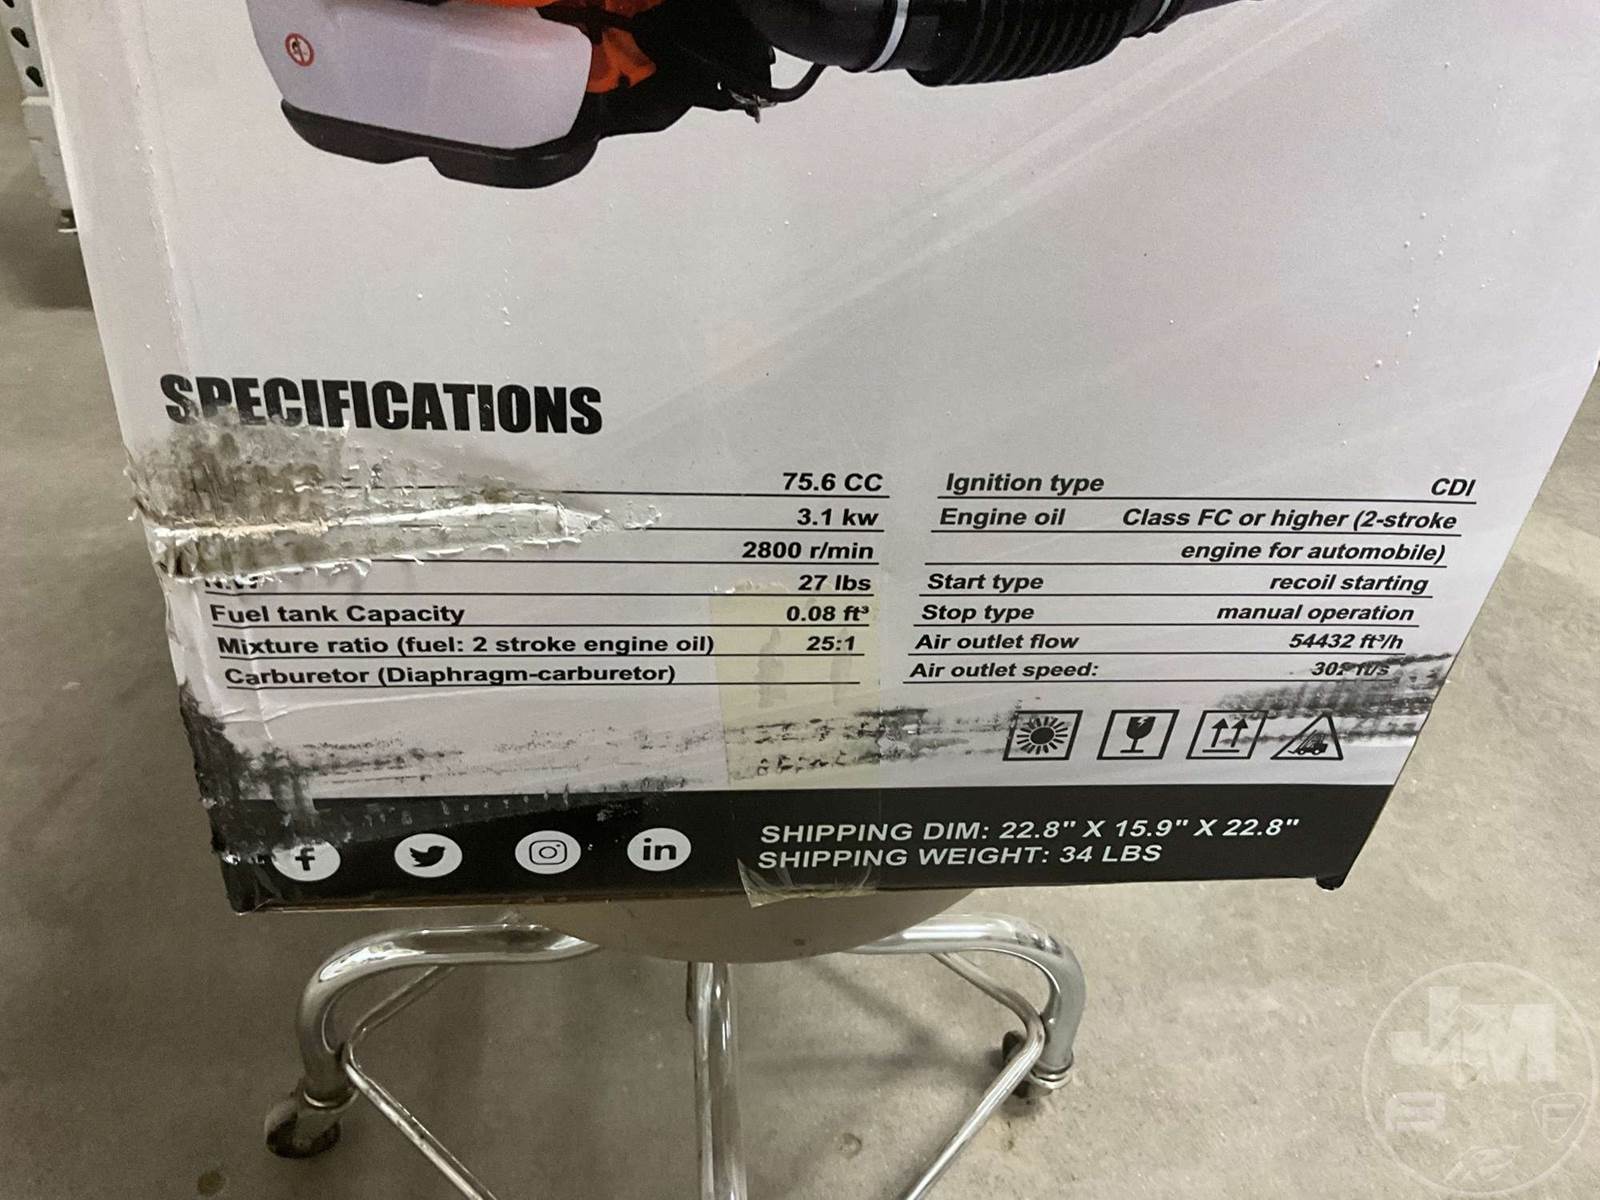 SPECIFICATIONS
75.6 CC
3.1 kw
2800 r/min
27 lbs
Fuel tank Capacity 0.08 ft³
Mixture ratio (fuel: 2 stroke engine oil) 25:1
Carburetor (Diaphragm-carburetor)
Ignition type CDI
Engine oil Class FC or higher (2-stroke
engine for automobile)
Start type recoil starting
Stop type manual operation
Air outlet flow 54432 ft³/h
Air outlet speed:
f
in
SHIPPING DIM: 22.8" X 15.9" X 22.8"
SHIPPING WEIGHT: 34 LBS
JM